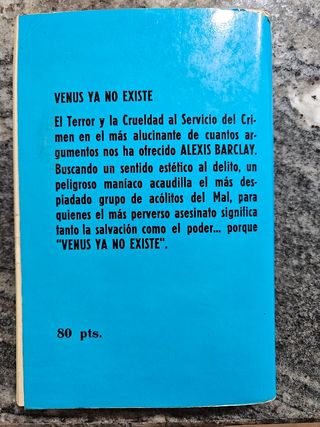 VENUS YA NO EXISTE
El Terror y la Crueldad al Servicio del Cri-
men en el más alucinante de cuantos ar-
gumentos nos ha ofrecido ALEXIS BARCLAY.
Buscando un sentido estético al delito, un
peligroso maníaco acaudilla el más des-
piadado grupo de acólitos del Mal, para
quienes el más perverso asesinato significa
tanto la salvación como el poder... porque
"VENUS YA NO EXISTE".
80 pts.